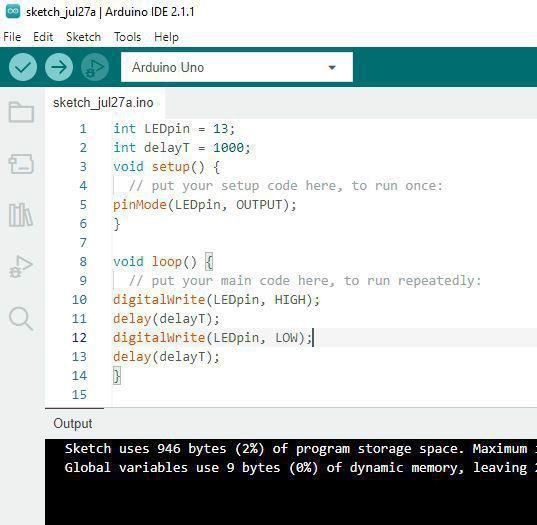 sketch_jul27a | Arduino IDE 2.1.1
File Edit Sketch Tools Help
Arduino Uno
sketch_jul27a.ino
1 int LEDpin = 13;
2 int delayT = 1000;
3 void setup() {
4 // put your setup code here, to run once:
5 pinMode(LEDpin, OUTPUT);
6 }
7
8 void loop() {
9 // put your main code here, to run repeatedly:
10 digitalWrite(LEDpin, HIGH);
11 delay(delayT);
12 digitalWrite(LEDpin, LOW);
13 delay(delayT);
14 }
15
Output
Sketch uses 946 bytes (2%) of program storage space. Maximum
Global variables use 9 bytes (0%) of dynamic memory, leaving